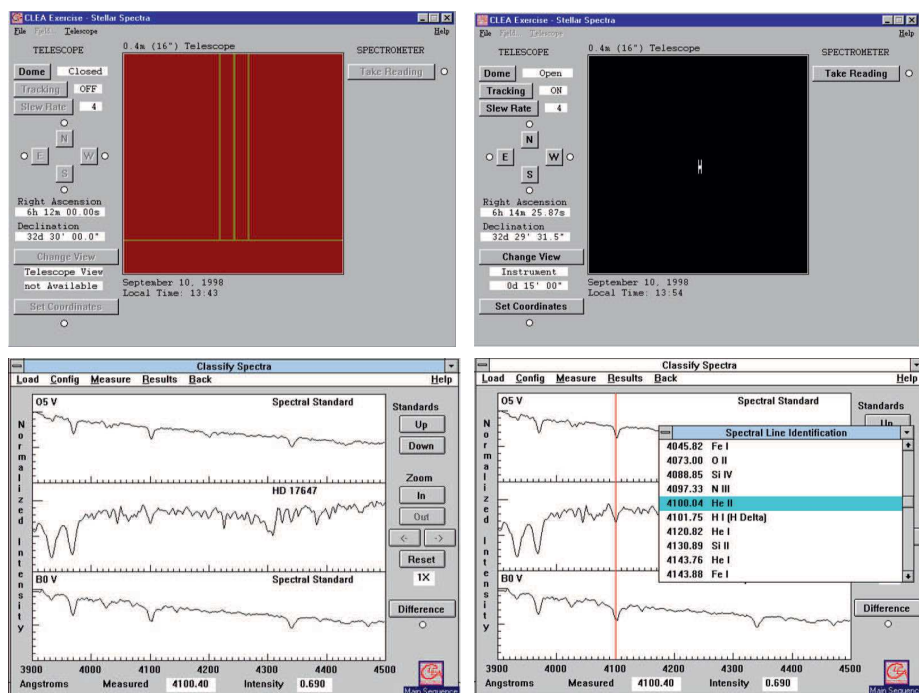 CLEA Exercise - Stellar Spectra
File Field... Telescope Help
TELESCOPE
0.4m (16") Telescope
SPECTROMETER
Dome Closed
Take Reading
Tracking OFF
Slew Rate 4
N
E W
S
Right Ascension
6h 12m 00.00s
Declination
32d 30' 00.0"
Change View
Telescope View
not Available
September 10, 1998
Local Time: 13:43
Set Coordinates
CLEA Exercise - Stellar Spectra
File Field... Telescope Help
TELESCOPE
0.4m (16") Telescope
SPECTROMETER
Dome Open
Take Reading
Tracking ON
Slew Rate 4
N
E W
S
Right Ascension
6h 14m 25.87s
Declination
32d 29' 31.5"
Change View
Instrument
0d 15' 00"
September 10, 1998
Local Time: 13:54
Set Coordinates
Classify Spectra
Load Config Measure Results Back Help
Normalized Intensity
O5 V Spectral Standard
HD 17647
B0 V Spectral Standard
Standards
Up
Down
Zoom
In
Out
<- ->
Reset
1X
Difference
3900 4000 4100 4200 4300 4400 4500
Angstroms Measured 4100.40 Intensity 0.690
Main Sequence
Classify Spectra
Load Config Measure Results Back Help
Normalized Intensity
O5 V Spectral Standard
Standards
Up
Spectral Line Identification
4045.82 Fe I
4073.00 O II
4088.85 Si IV
4097.33 N III
4100.04 He II
4101.75 H I (H Delta)
4120.82 He I
4130.89 Si II
4143.76 He I
4143.88 Fe I
B0 V
Difference
3900 4000 4100 4200 4300 4400 4500
Angstroms Measured 4100.40 Intensity 0.690
Main Sequence